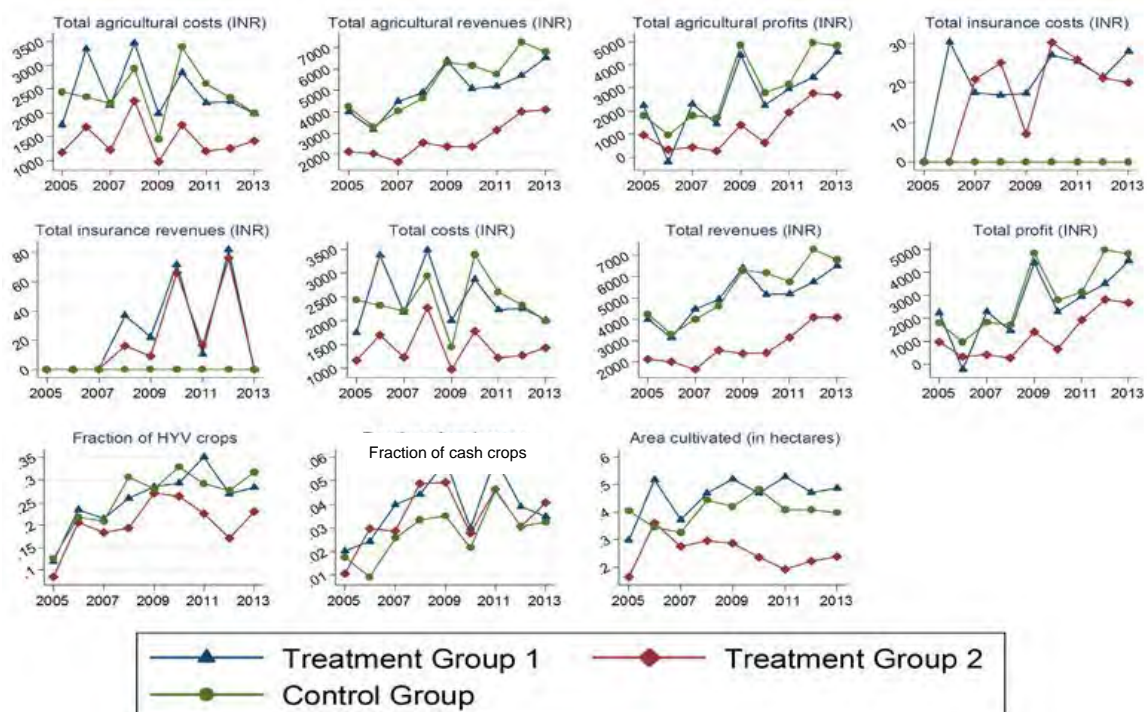 Total agricultural costs (INR) Total agricultural revenues (INR) Total agricultural profits (INR) Total insurance costs (INR)
3500 7000 5000 30
3000 6000 4000
2500 5000 3000 20
2000 4000 2000 10
1500 3000 1000
1000 2000 0 0
2005 2007 2009 2011 2013 2005 2007 2009 2011 2013 2005 2007 2009 2011 2013 2005 2007 2009 2011 2013
Total insurance revenues (INR) Total costs (INR) Total revenues (INR) Total profit (INR)
80 3500 7000 5000
60 3000 6000 4000
40 2500 5000 3000
20 2000 4000 2000
1500 3000 1000
0 1000 2000 0
2005 2007 2009 2011 2013 2005 2007 2009 2011 2013 2005 2007 2009 2011 2013 2005 2007 2009 2011 2013
Fraction of HYV crops Fraction of cash crops Area cultivated (in hectares)
.35 .06 .6
.3 .05 .5
.25 .04
.2 .03 .4
.15 .02 .3
.1 .01 .2
2005 2007 2009 2011 2013 2005 2007 2009 2011 2013 2005 2007 2009 2011 2013
Treatment Group 1 Treatment Group 2
Control Group